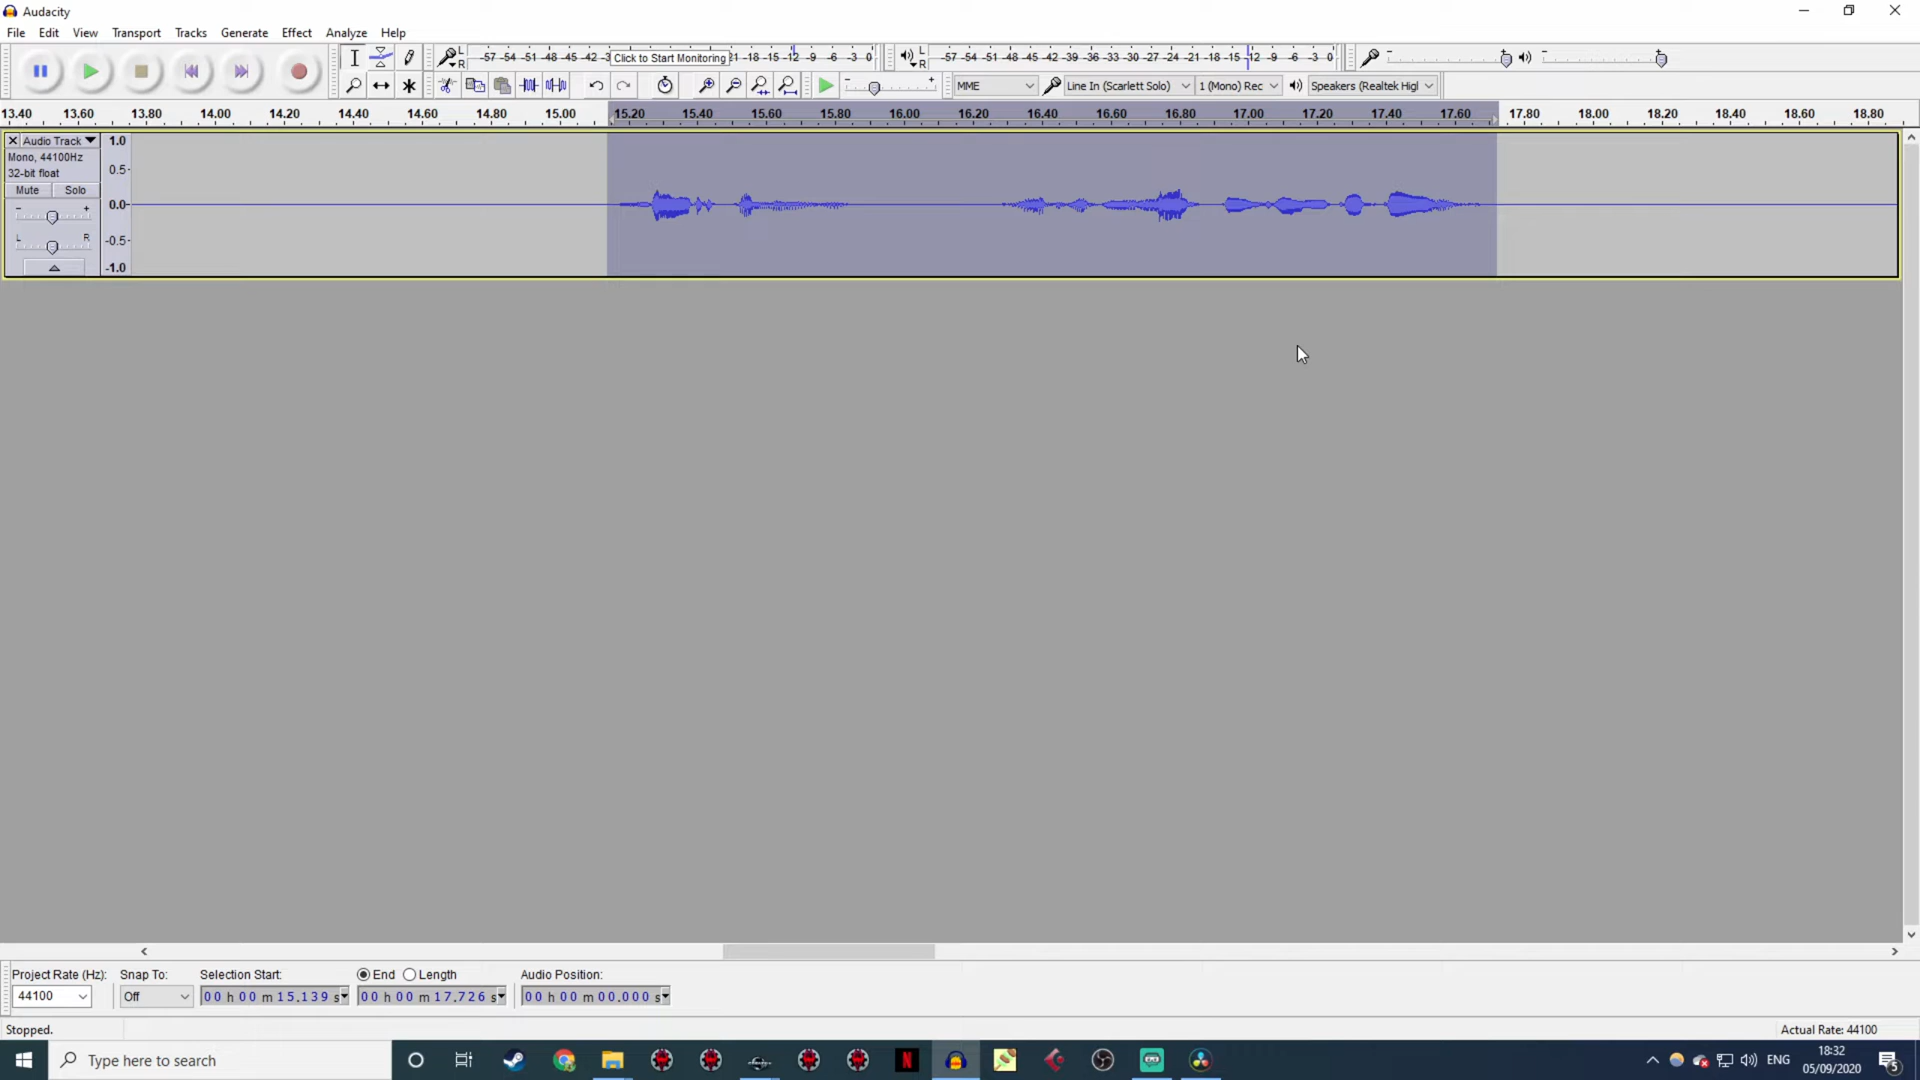 Audacity
File Edit View Transport Tracks Generate Effect Analyze Help
L R -57 -54 -51 -48 -45 -42 -3 Click to Start Monitoring 21 -18 -15 -12 -9 -6 -3 0
L R -57 -54 -51 -48 -45 -42 -39 -36 -33 -30 -27 -24 -21 -18 -15 -12 -9 -6 -3 0
MME Line In (Scarlett Solo) 1 (Mono) Rec Speakers (Realtek Higl
13.40 13.60 13.80 14.00 14.20 14.40 14.60 14.80 15.00 15.20 15.40 15.60 15.80 16.00 16.20 16.40 16.60 16.80 17.00 17.20 17.40 17.60 17.80 18.00 18.20 18.40 18.60 18.80
Audio Track 1.0
Mono, 44100Hz
32-bit float 0.5
Mute Solo
- + 0.0
L R -0.5
-1.0
Project Rate (Hz): Snap To: Selection Start: End Length Audio Position:
44100 Off 00 h 00 m 15.139 s 00 h 00 m 17.726 s 00 h 00 m 00.000 s
Stopped. Actual Rate: 44100
Type here to search N ENG 18:32
05/09/2020 5